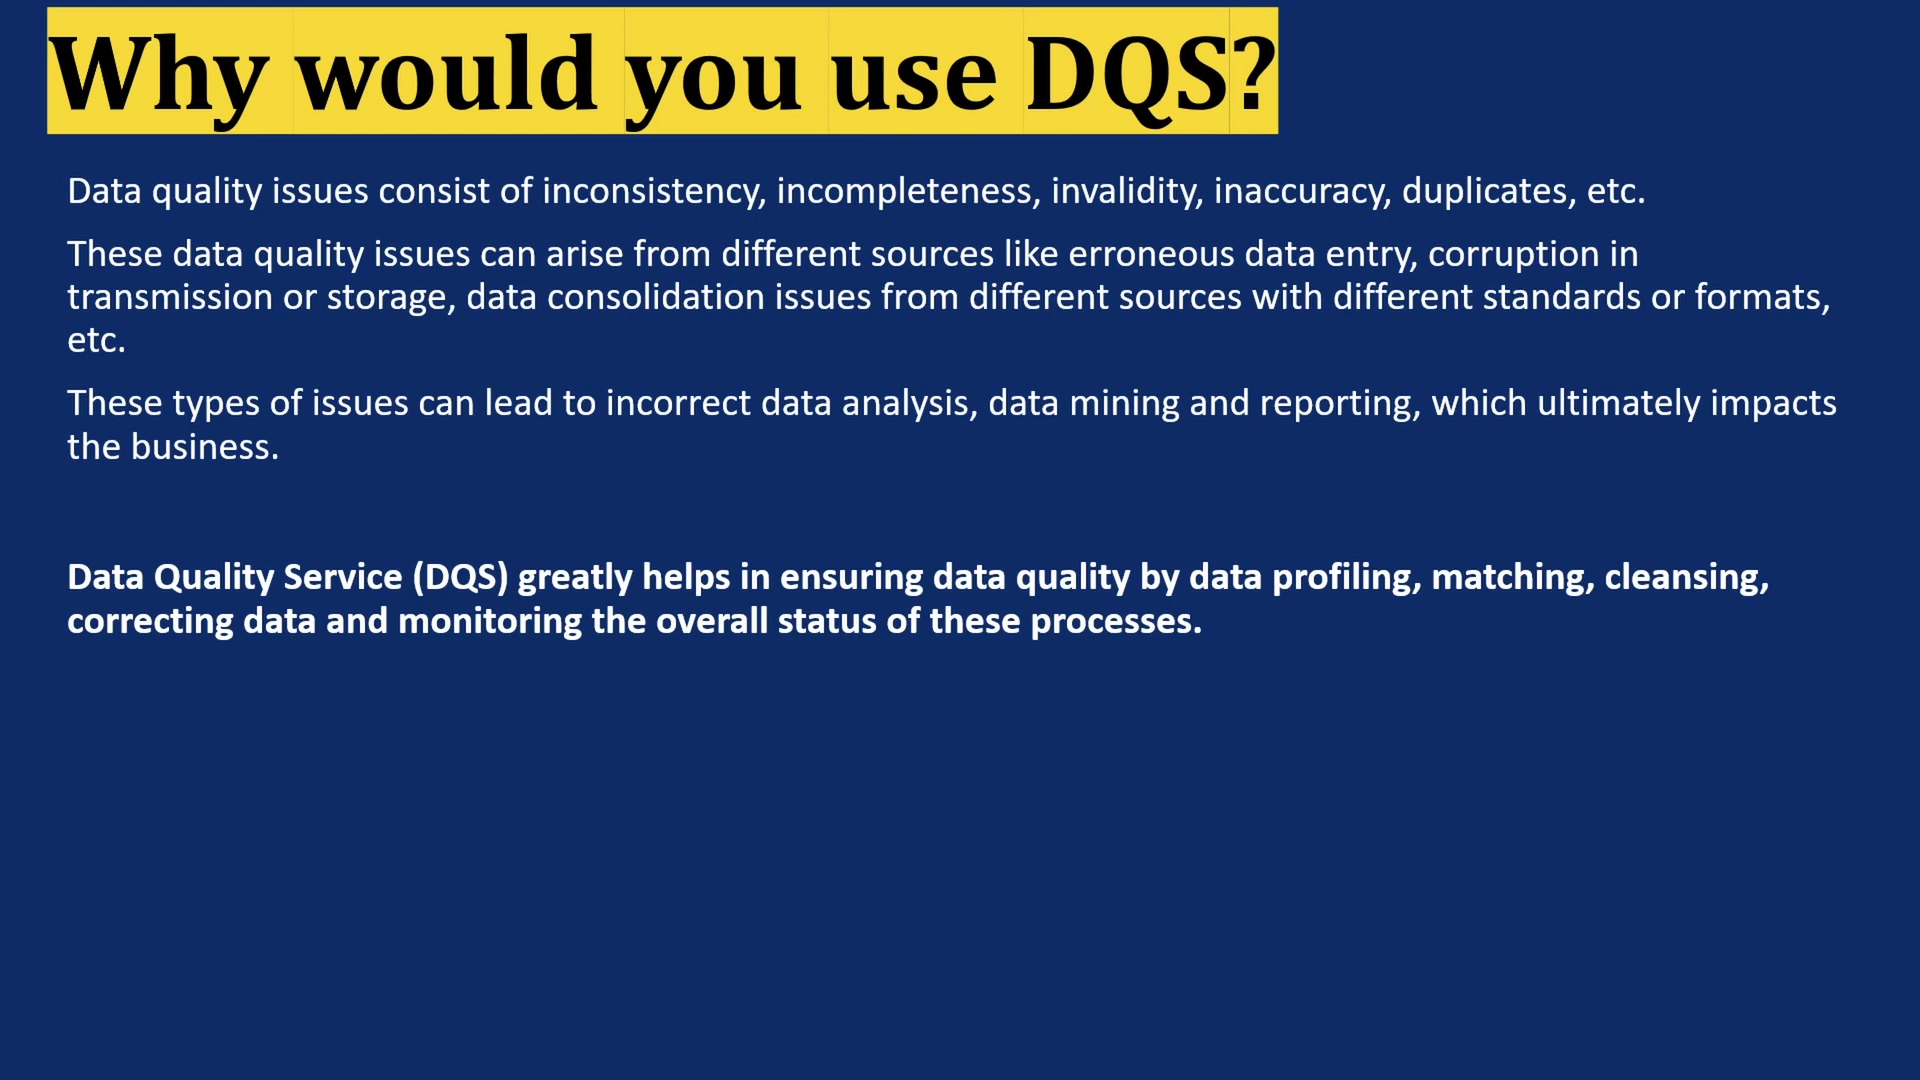 Why would you use DQS?
Data quality issues consist of inconsistency, incompleteness, invalidity, inaccuracy, duplicates, etc.
These data quality issues can arise from different sources like erroneous data entry, corruption in
transmission or storage, data consolidation issues from different sources with different standards or formats,
etc.
These types of issues can lead to incorrect data analysis, data mining and reporting, which ultimately impacts
the business.
Data Quality Service (DQS) greatly helps in ensuring data quality by data profiling, matching, cleansing,
correcting data and monitoring the overall status of these processes.